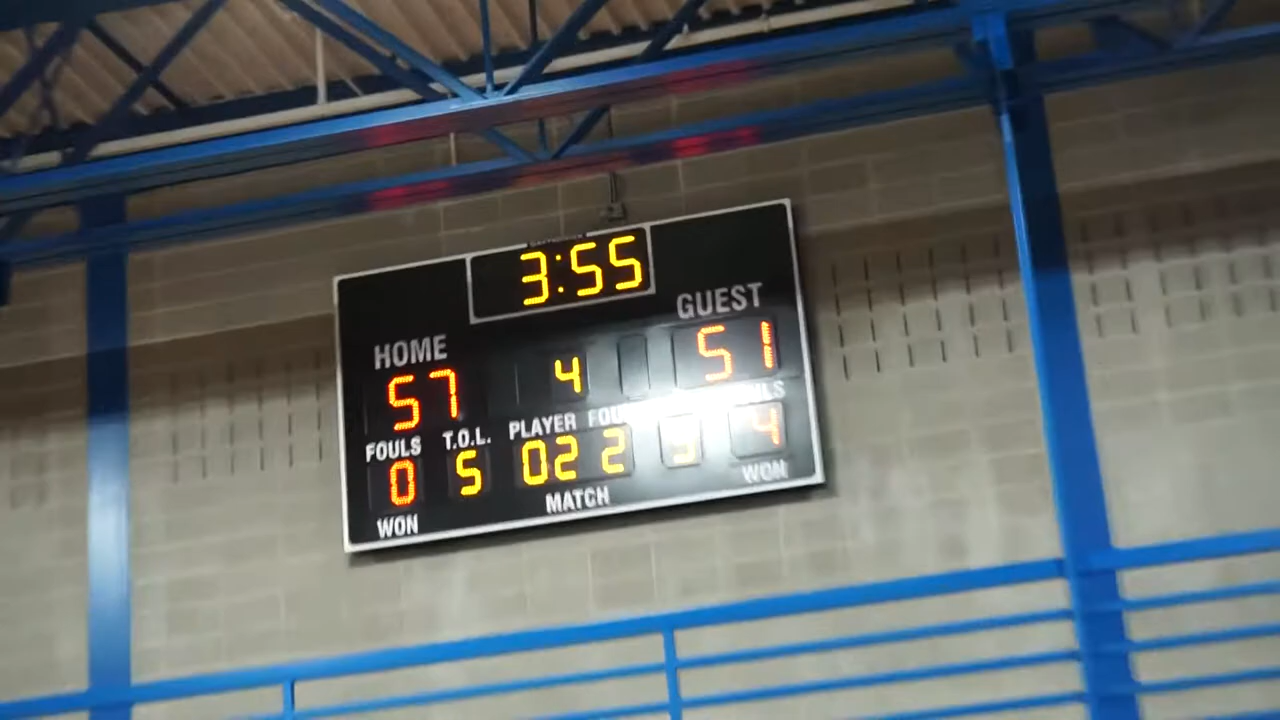 3:55
HOME 4 GUEST
57 51
FOULS T.O.L. PLAYER
0 5 02 2 4
WON MATCH WON